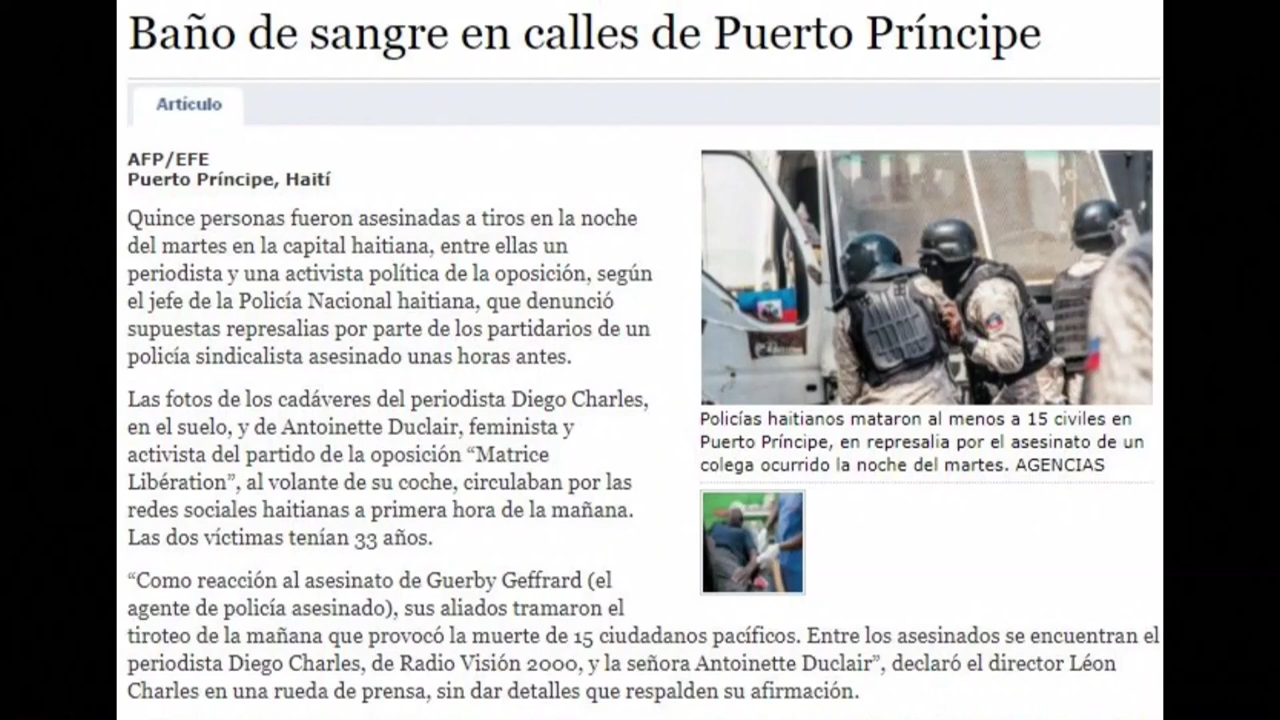 Baño de sangre en calles de Puerto Príncipe
Artículo
AFP/EFE
Puerto Príncipe, Haití
Quince personas fueron asesinadas a tiros en la noche
del martes en la capital haitiana, entre ellas un
periodista y una activista política de la oposición, según
el jefe de la Policía Nacional haitiana, que denunció
supuestas represalias por parte de los partidarios de un
policía sindicalista asesinado unas horas antes.
Las fotos de los cadáveres del periodista Diego Charles,
en el suelo, y de Antoinette Duclair, feminista y
activista del partido de la oposición “Matrice
Libération”, al volante de su coche, circulaban por las
redes sociales haitianas a primera hora de la mañana.
Las dos víctimas tenían 33 años.
“Como reacción al asesinato de Guerby Geffrard (el
agente de policía asesinado), sus aliados tramaron el
tiroteo de la mañana que provocó la muerte de 15 ciudadanos pacíficos. Entre los asesinados se encuentran el
periodista Diego Charles, de Radio Visión 2000, y la señora Antoinette Duclair”, declaró el director Léon
Charles en una rueda de prensa, sin dar detalles que respalden su afirmación.
Policías haitianos mataron al menos a 15 civiles en
Puerto Príncipe, en represalia por el asesinato de un
colega ocurrido la noche del martes. AGENCIAS